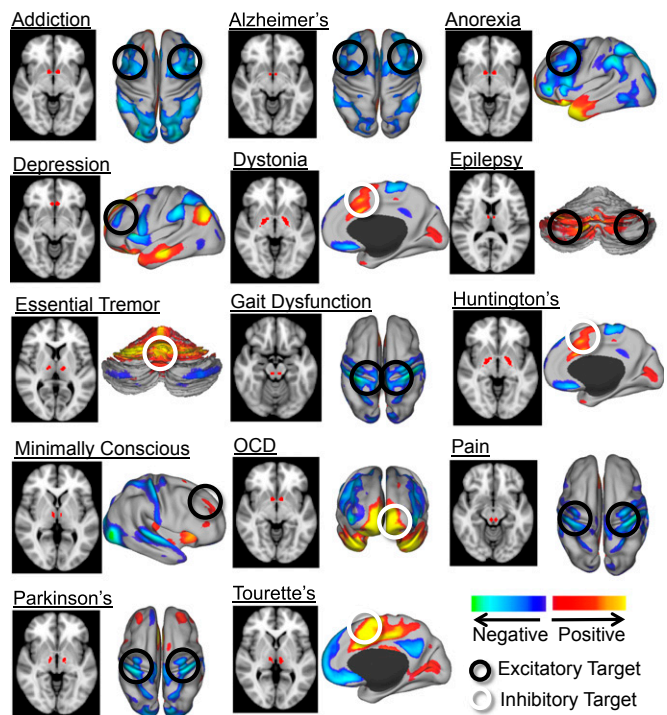 Addiction
Alzheimer's
Anorexia
Depression
Dystonia
Epilepsy
Essential Tremor
Gait Dysfunction
Huntington's
Minimally Conscious
OCD
Pain
Parkinson's
Tourette's
Negative Positive
Excitatory Target
Inhibitory Target